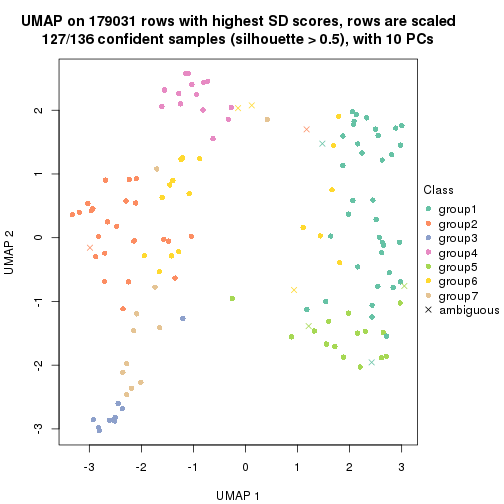 UMAP on 179031 rows with highest SD scores, rows are scaled
127/136 confident samples (silhouette > 0.5), with 10 PCs
UMAP 2
2
1
0
-1
-2
-3
-3
-2
-1
0
1
2
3
UMAP 1
Class
group1
group2
group3
group4
group5
group6
group7
ambiguous